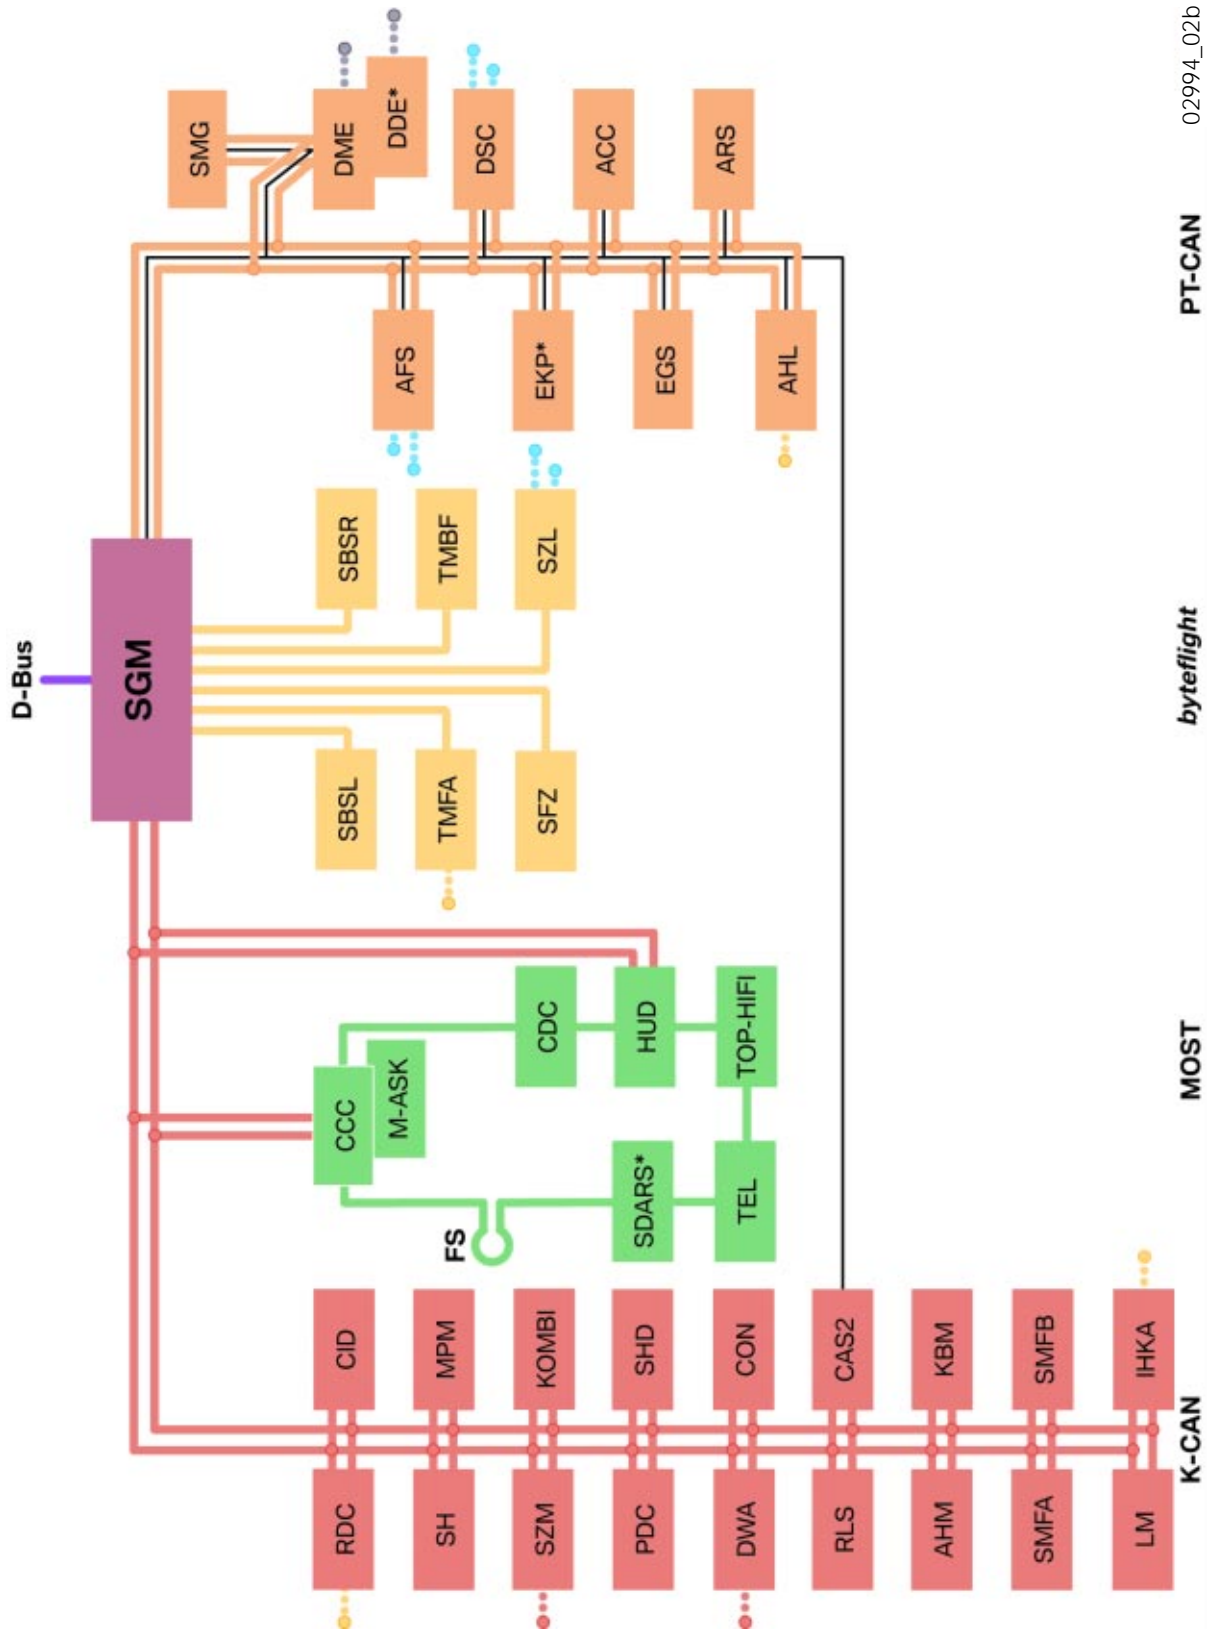 D-Bus
SGM
RDC
CID
SH
MPM
SZM
KOMBI
PDC
SHD
DWA
CON
RLS
CAS2
AHM
KBM
SMFA
SMFB
LM
IHKA
K-CAN
CCC
M-ASK
FS
CDC
SDARS*
HUD
TEL
TOP-HIFI
MOST
SBSL
SBSR
TMFA
TMBF
SFZ
SZL
byteflight
SMG
DME
DDE*
AFS
DSC
EKP*
ACC
EGS
ARS
AHL
PT-CAN
02994_02b